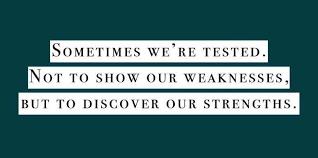 Sometimes we're tested.
Not to show our weaknesses,
but to discover our strengths.